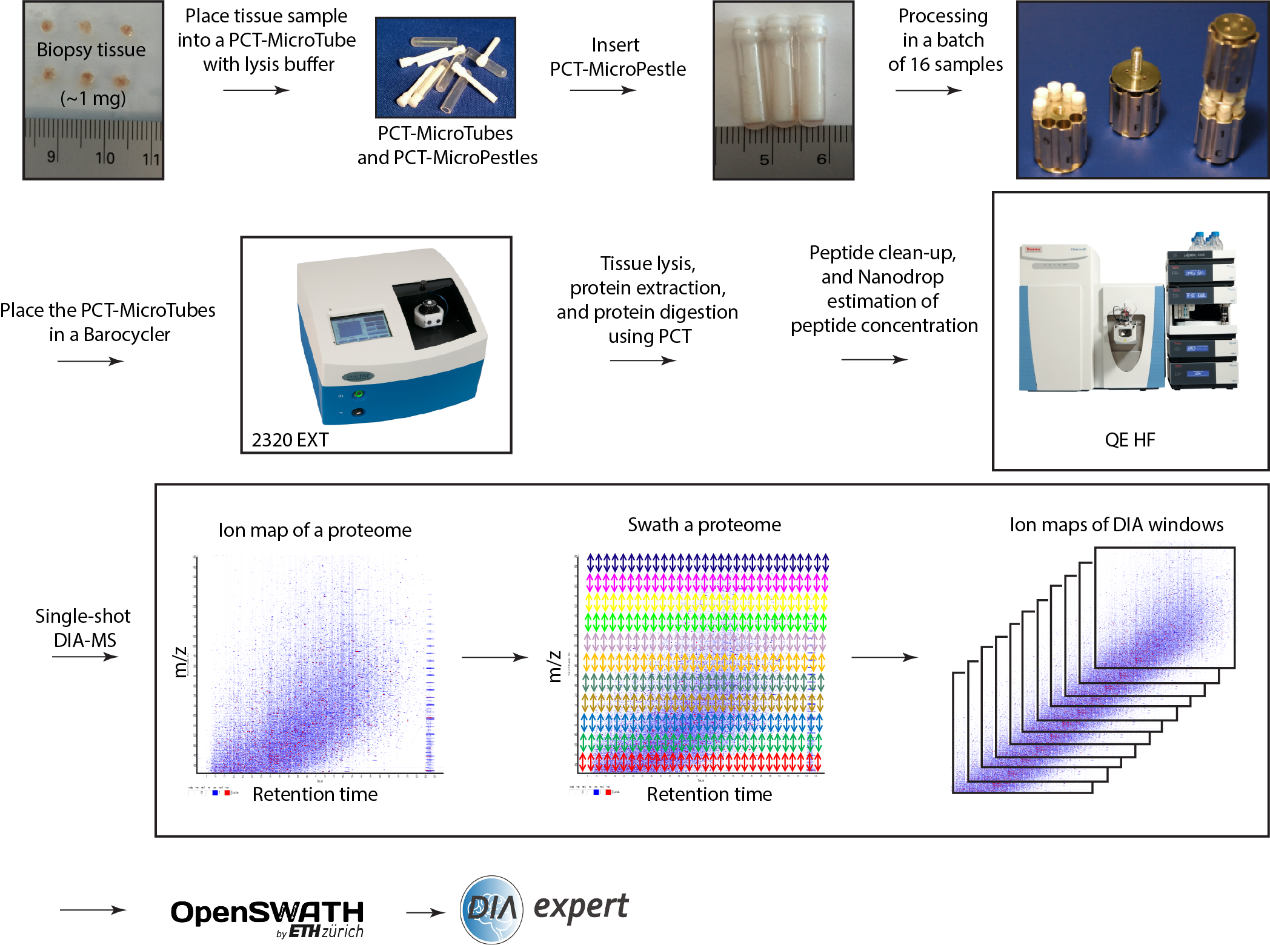 Biopsy tissue
(~1 mg)
9 10 11
Place tissue sample
into a PCT-MicroTube
with lysis buffer
PCT-MicroTubes
and PCT-MicroPestles
Insert
PCT-MicroPestle
5 6
Processing
in a batch
of 16 samples
Place the PCT-MicroTubes
in a Barocycler
2320 EXT
Tissue lysis,
protein extraction,
and protein digestion
using PCT
Peptide clean-up,
and Nanodrop
estimation of
peptide concentration
QE HF
Single-shot
DIA-MS
Ion map of a proteome
m/z
Retention time
Swath a proteome
m/z
Retention time
Ion maps of DIA windows
OpenSWATH
by ETH zürich
DIA expert